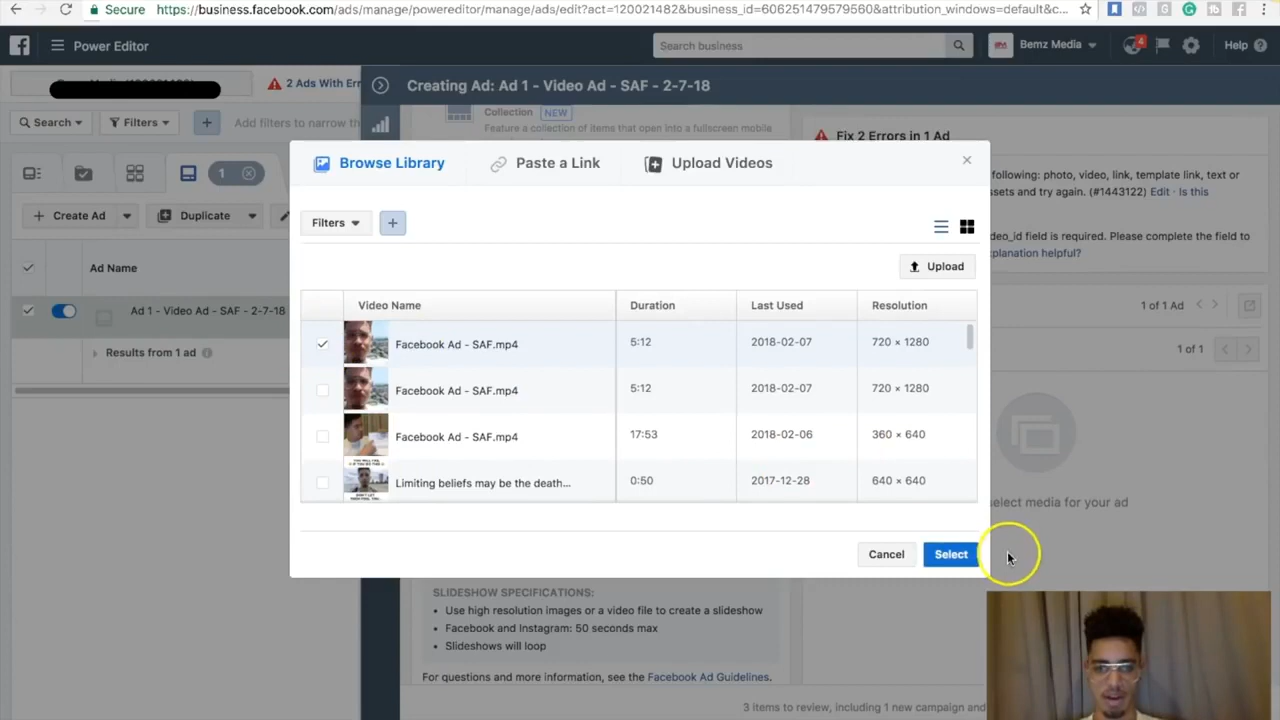 Secure https://business.facebook.com/ads/manage/powereditor/manage/ads/edit?act=120021482&business_id=606251479579560&attribution_windows=default&c...
Power Editor
Search business
Bemz Media
4
Help
2 Ads With Err
Creating Ad: Ad 1 - Video Ad - SAF - 2-7-18
Search
Filters
Add filters to narrow th
Collection NEW
Feature a collection of items that open into a fullscreen mobile
Fix 2 Errors in 1 Ad
following: photo, video, link, template link, text or
ssets and try again. (#1443122) Edit · Is this
deo_id field is required. Please complete the field to
xplanation helpful?
1
Create Ad
Duplicate
Ad Name
Ad 1 - Video Ad - SAF - 2-7-18
Results from 1 ad
Browse Library
Paste a Link
Upload Videos
Filters
Upload
Video Name Duration Last Used Resolution
Facebook Ad - SAF.mp4 5:12 2018-02-07 720 × 1280
Facebook Ad - SAF.mp4 5:12 2018-02-07 720 × 1280
Facebook Ad - SAF.mp4 17:53 2018-02-06 360 × 640
Limiting beliefs may be the death... 0:50 2017-12-28 640 × 640
Cancel
Select
1 of 1 Ad
1 of 1
select media for your ad
SLIDESHOW SPECIFICATIONS:
• Use high resolution images or a video file to create a slideshow
• Facebook and Instagram: 50 seconds max
• Slideshows will loop
For questions and more information, see the Facebook Ad Guidelines.
3 items to review, including 1 new campaign and